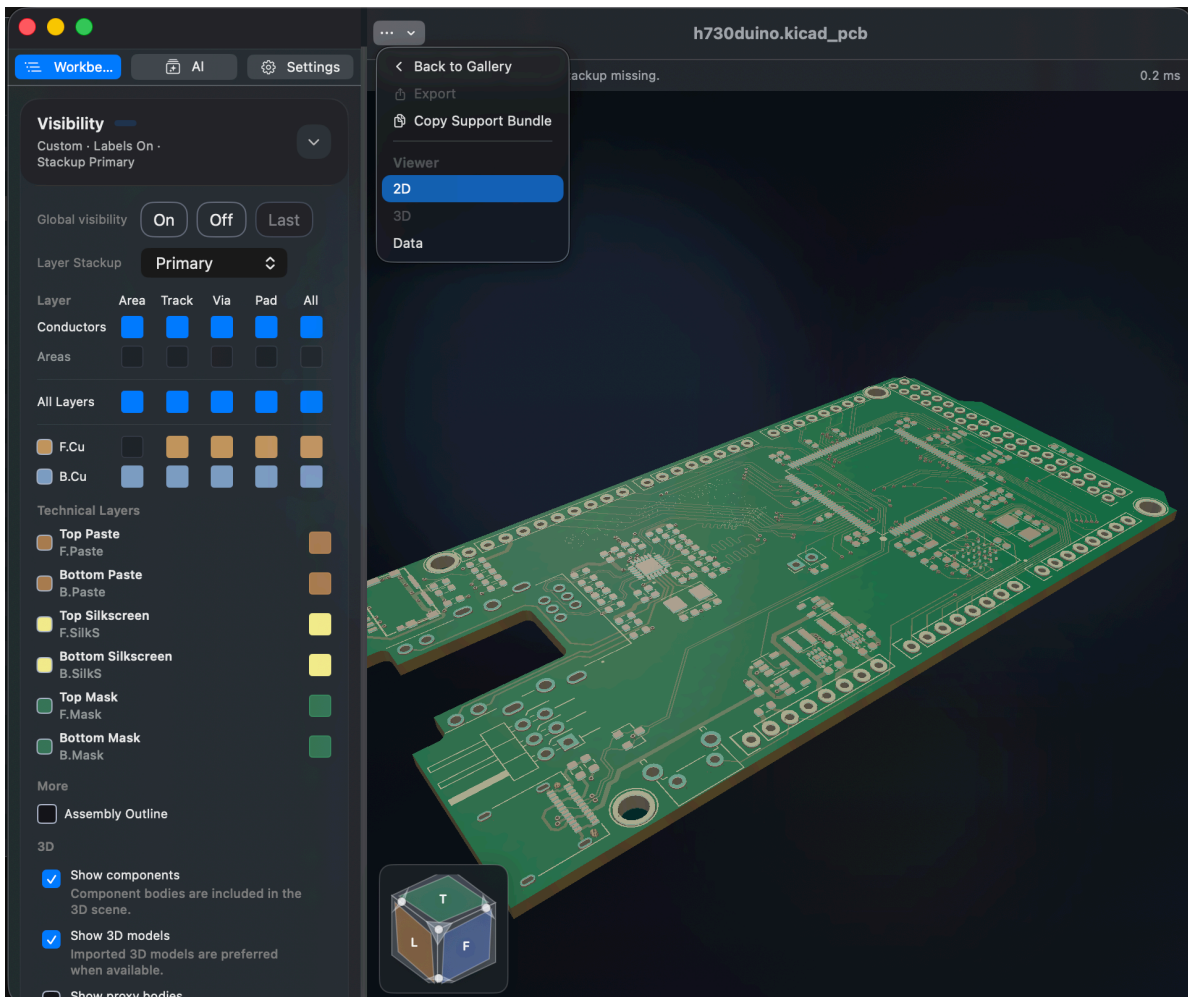 h730duino.kicad_pcb
Workbe...
AI
Settings
Back to Gallery
Export
Copy Support Bundle
Viewer
2D
3D
Data
ackup missing.
0.2 ms
Visibility
Custom · Labels On ·
Stackup Primary
Global visibility On Off Last
Layer Stackup Primary
Layer Area Track Via Pad All
Conductors
Areas
All Layers
F.Cu
B.Cu
Technical Layers
Top Paste
F.Paste
Bottom Paste
B.Paste
Top Silkscreen
F.SilkS
Bottom Silkscreen
B.SilkS
Top Mask
F.Mask
Bottom Mask
B.Mask
More
Assembly Outline
3D
Show components
Component bodies are included in the
3D scene.
Show 3D models
Imported 3D models are preferred
when available.
Show proxy bodies
T
L
F